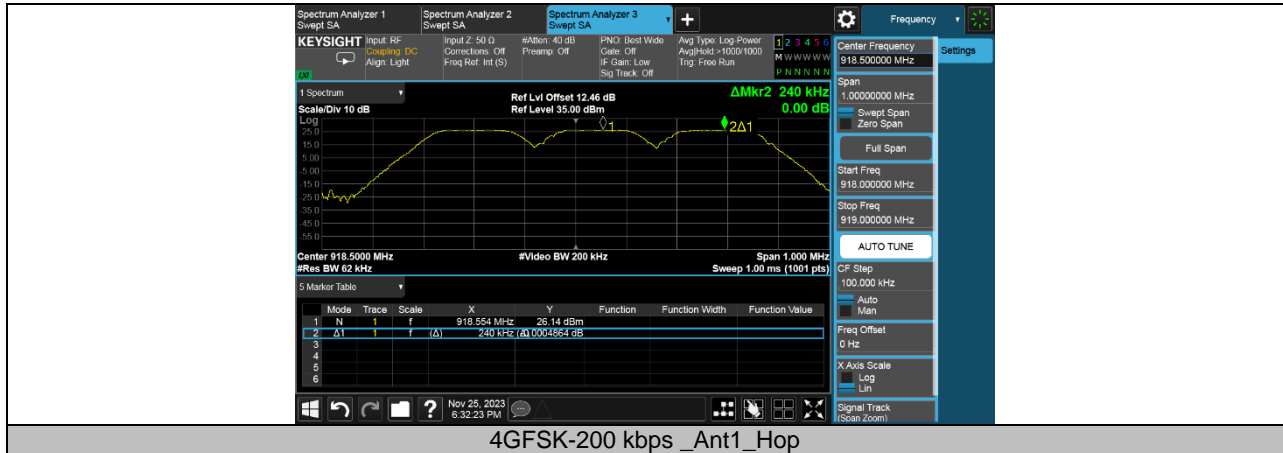 Spectrum Analyzer 1
Swept SA
Spectrum Analyzer 2
Swept SA
Spectrum Analyzer 3
Swept SA
Frequency
KEYSIGHT
Input: RF
Coupling: DC
Align: Light
Input Z: 50 Ω
Corrections: Off
Freq Ref: Int (S)
#Atten: 40 dB
Preamp: Off
PNO: Best Wide
Gate: Off
IF Gain: Low
Sig Track: Off
Avg Type: Log-Power
Avg|Hold:>1000/1000
Trig: Free Run
1 2 3 4 5 6
M W W W W W
P N N N N N
LXI
1 Spectrum
Scale/Div 10 dB
Ref Lvl Offset 12.46 dB
Ref Level 35.00 dBm
ΔMkr2 240 kHz
0.00 dB
Log
25.0
15.0
5.00
-5.00
-15.0
-25.0
-35.0
-45.0
-55.0
1
2Δ1
Center 918.5000 MHz
#Video BW 200 kHz
Span 1.000 MHz
#Res BW 62 kHz
Sweep 1.00 ms (1001 pts)
5 Marker Table
Mode Trace Scale X Y Function Function Width Function Value
1 N 1 f 918.554 MHz 26.14 dBm
2 Δ1 1 f (Δ) 240 kHz (Δ) 0.0004864 dB
3
4
5
6
Nov 25, 2023
6:32:23 PM
Center Frequency
918.500000 MHz
Settings
Span
1.00000000 MHz
Swept Span
Zero Span
Full Span
Start Freq
918.000000 MHz
Stop Freq
919.000000 MHz
AUTO TUNE
CF Step
100.000 kHz
Auto
Man
Freq Offset
0 Hz
X Axis Scale
Log
Lin
Signal Track
(Span Zoom)
4GFSK-200 kbps _Ant1_Hop